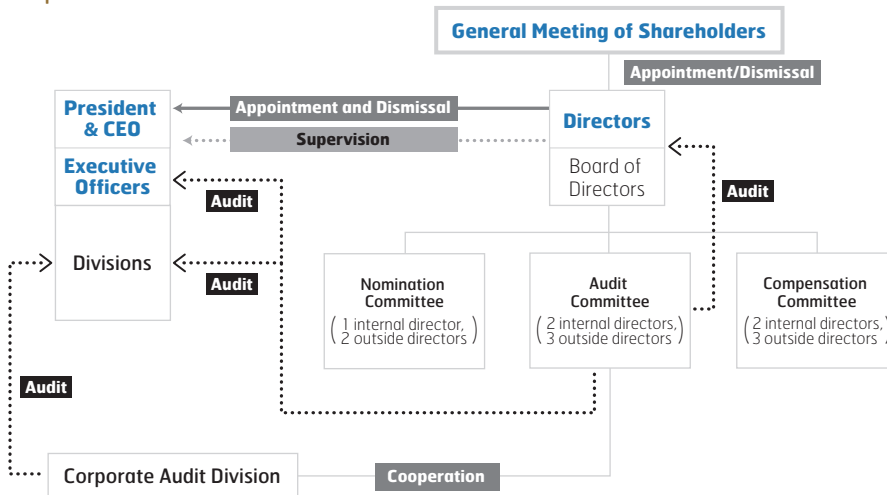 General Meeting of Shareholders
Appointment/Dismissal
President
& CEO
Appointment and Dismissal
Supervision
Directors
Executive
Officers
Board of
Directors
Audit
Audit
Divisions
Audit
Nomination
Committee
(1 internal director,
2 outside directors)
Audit
Committee
(2 internal directors,
3 outside directors)
Compensation
Committee
(2 internal directors,
3 outside directors)
Audit
Corporate Audit Division
Cooperation